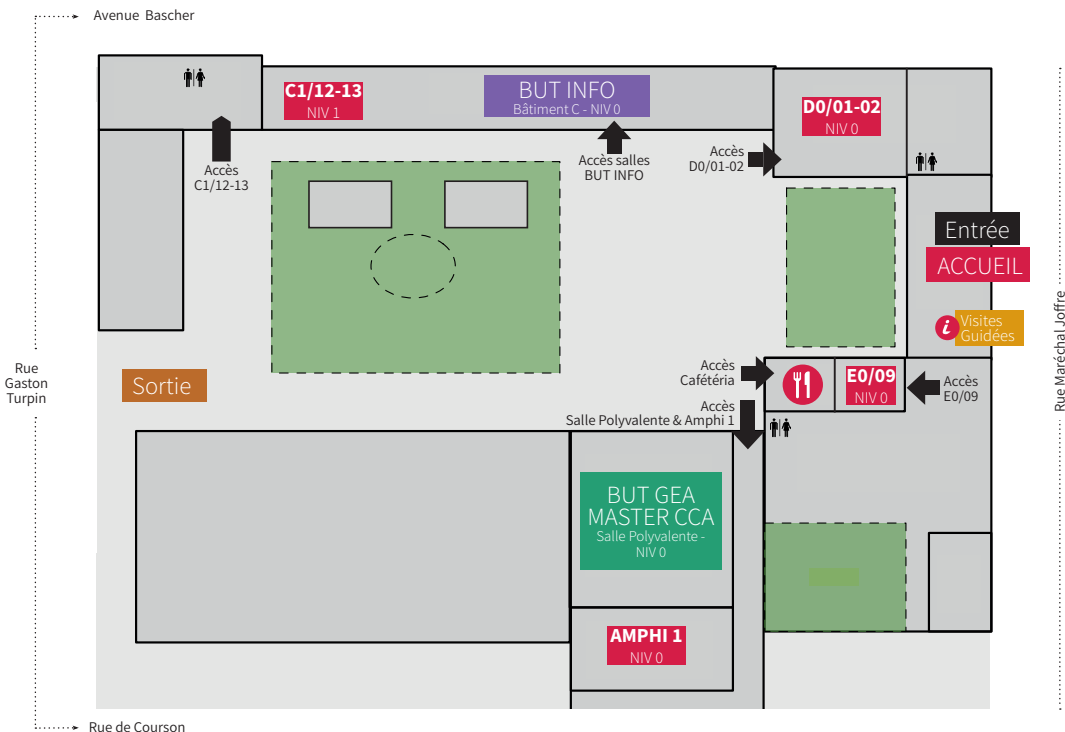 Avenue Bascher
C1/12-13
NIV 1
BUT INFO
Bâtiment C - NIV 0
D0/01-02
NIV 0
Accès
C1/12-13
Accès salles
BUT INFO
Accès
D0/01-02
Entrée
ACCUEIL
i
Visites
Guidées
Rue Maréchal Joffre
Rue
Gaston
Turpin
Sortie
Accès
Cafétéria
E0/09
NIV 0
Accès
E0/09
Accès
Salle Polyvalente & Amphi 1
BUT GEA
MASTER CCA
Salle Polyvalente -
NIV 0
AMPHI 1
NIV 0
Rue de Courson